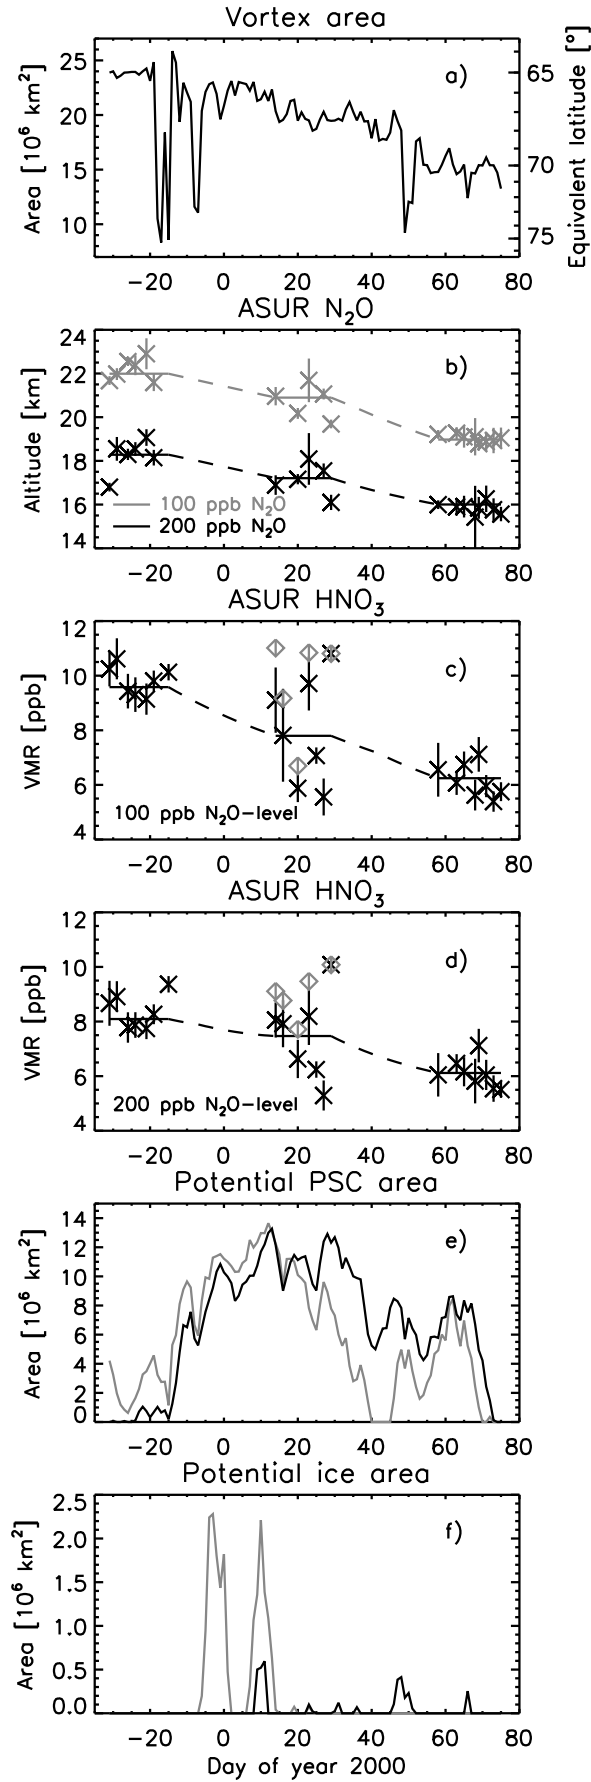 Vortex area
25
20
15
10
Area [10⁶ km²]
a)
65
70
75
Equivalent latitude [°]
−20 0 20 40 60 80
ASUR N₂O
24
22
20
18
16
14
Altitude [km]
b)
100 ppb N₂O
200 ppb N₂O
−20 0 20 40 60 80
ASUR HNO₃
12
10
8
6
4
VMR [ppb]
c)
100 ppb N₂O−level
−20 0 20 40 60 80
ASUR HNO₃
12
10
8
6
4
VMR [ppb]
d)
200 ppb N₂O−level
−20 0 20 40 60 80
Potential PSC area
14
12
10
8
6
4
2
0
Area [10⁶ km²]
e)
−20 0 20 40 60 80
Potential ice area
2.5
2.0
1.5
1.0
0.5
0.0
Area [10⁶ km²]
f)
−20 0 20 40 60 80
Day of year 2000